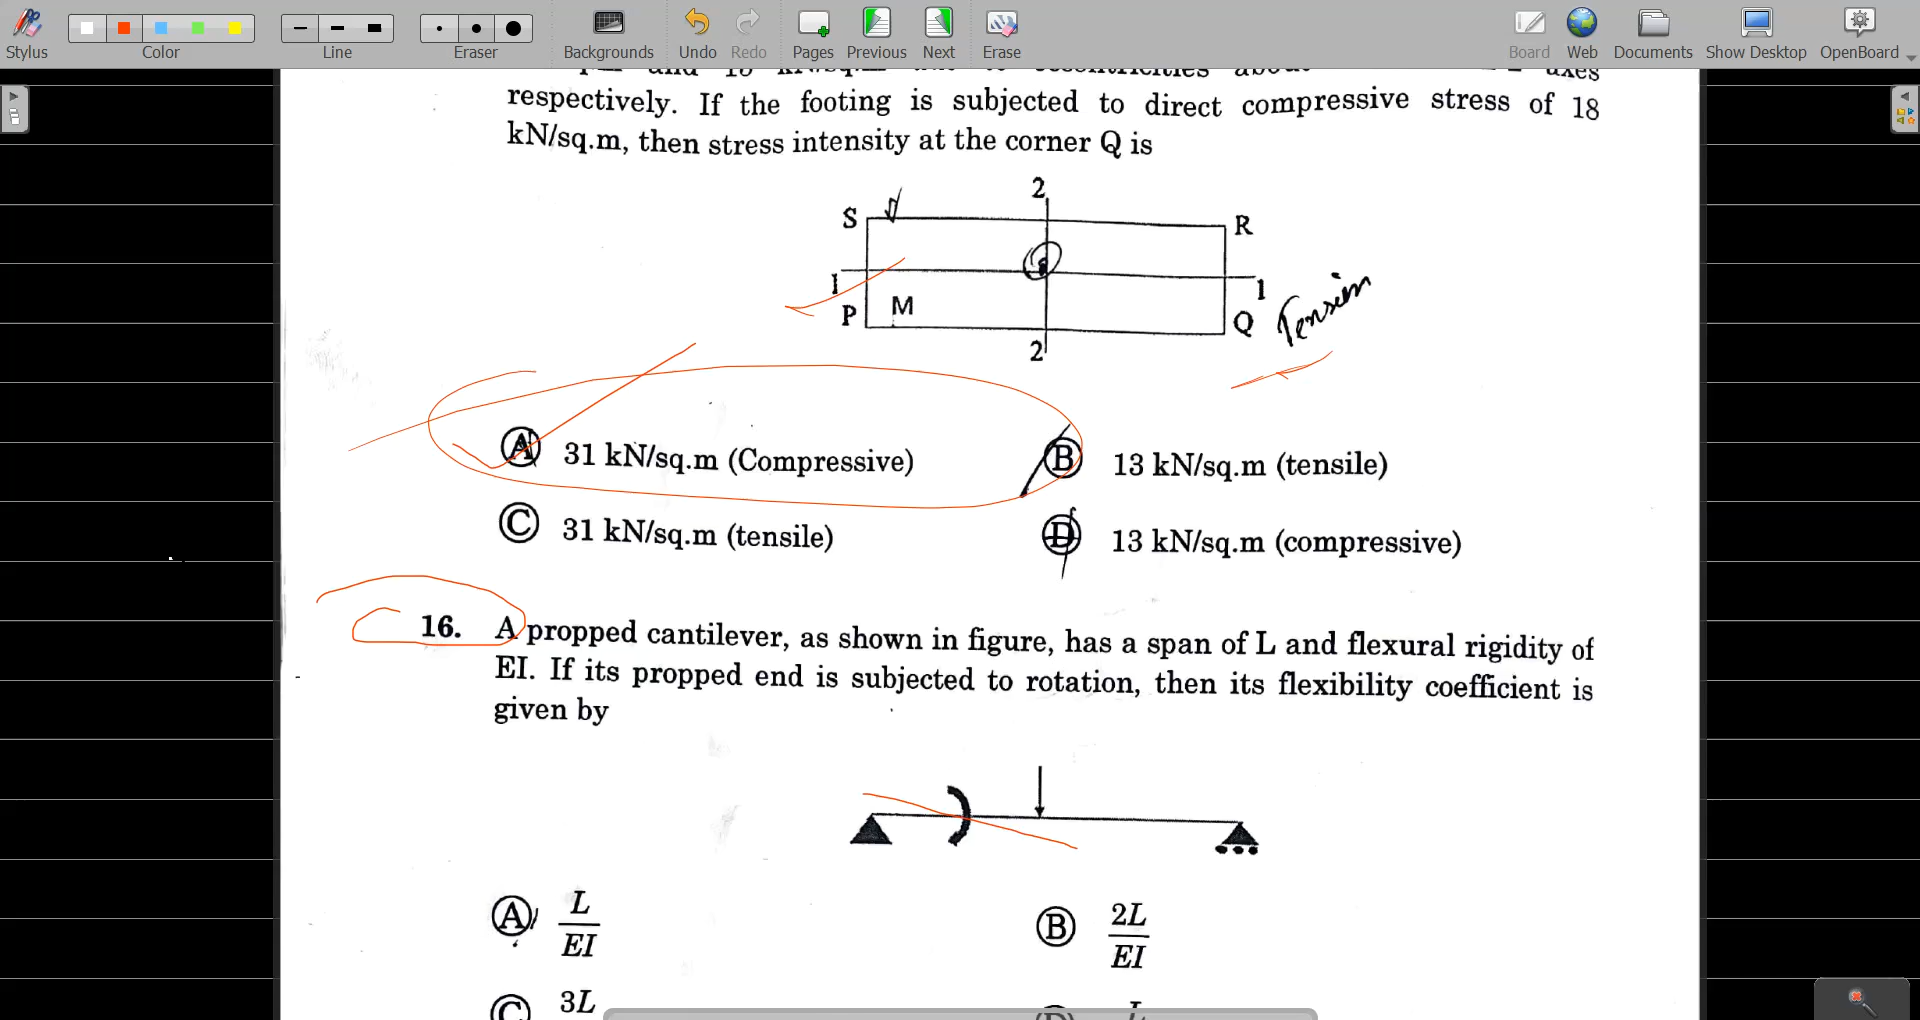 Stylus
Color
Line
Eraser
Backgrounds
Undo
Redo
Pages
Previous
Next
Erase
Board
Web
Documents
Show Desktop
OpenBoard
axes
respectively. If the footing is subjected to direct compressive stress of 18
kN/sq.m, then stress intensity at the corner Q is
2
S
R
1
1
P
M
Q
Tension
2
A 31 kN/sq.m (Compressive)
B 13 kN/sq.m (tensile)
C 31 kN/sq.m (tensile)
D 13 kN/sq.m (compressive)
16. A propped cantilever, as shown in figure, has a span of L and flexural rigidity of
EI. If its propped end is subjected to rotation, then its flexibility coefficient is
given by
A L
EI
B 2L
EI
C 3L